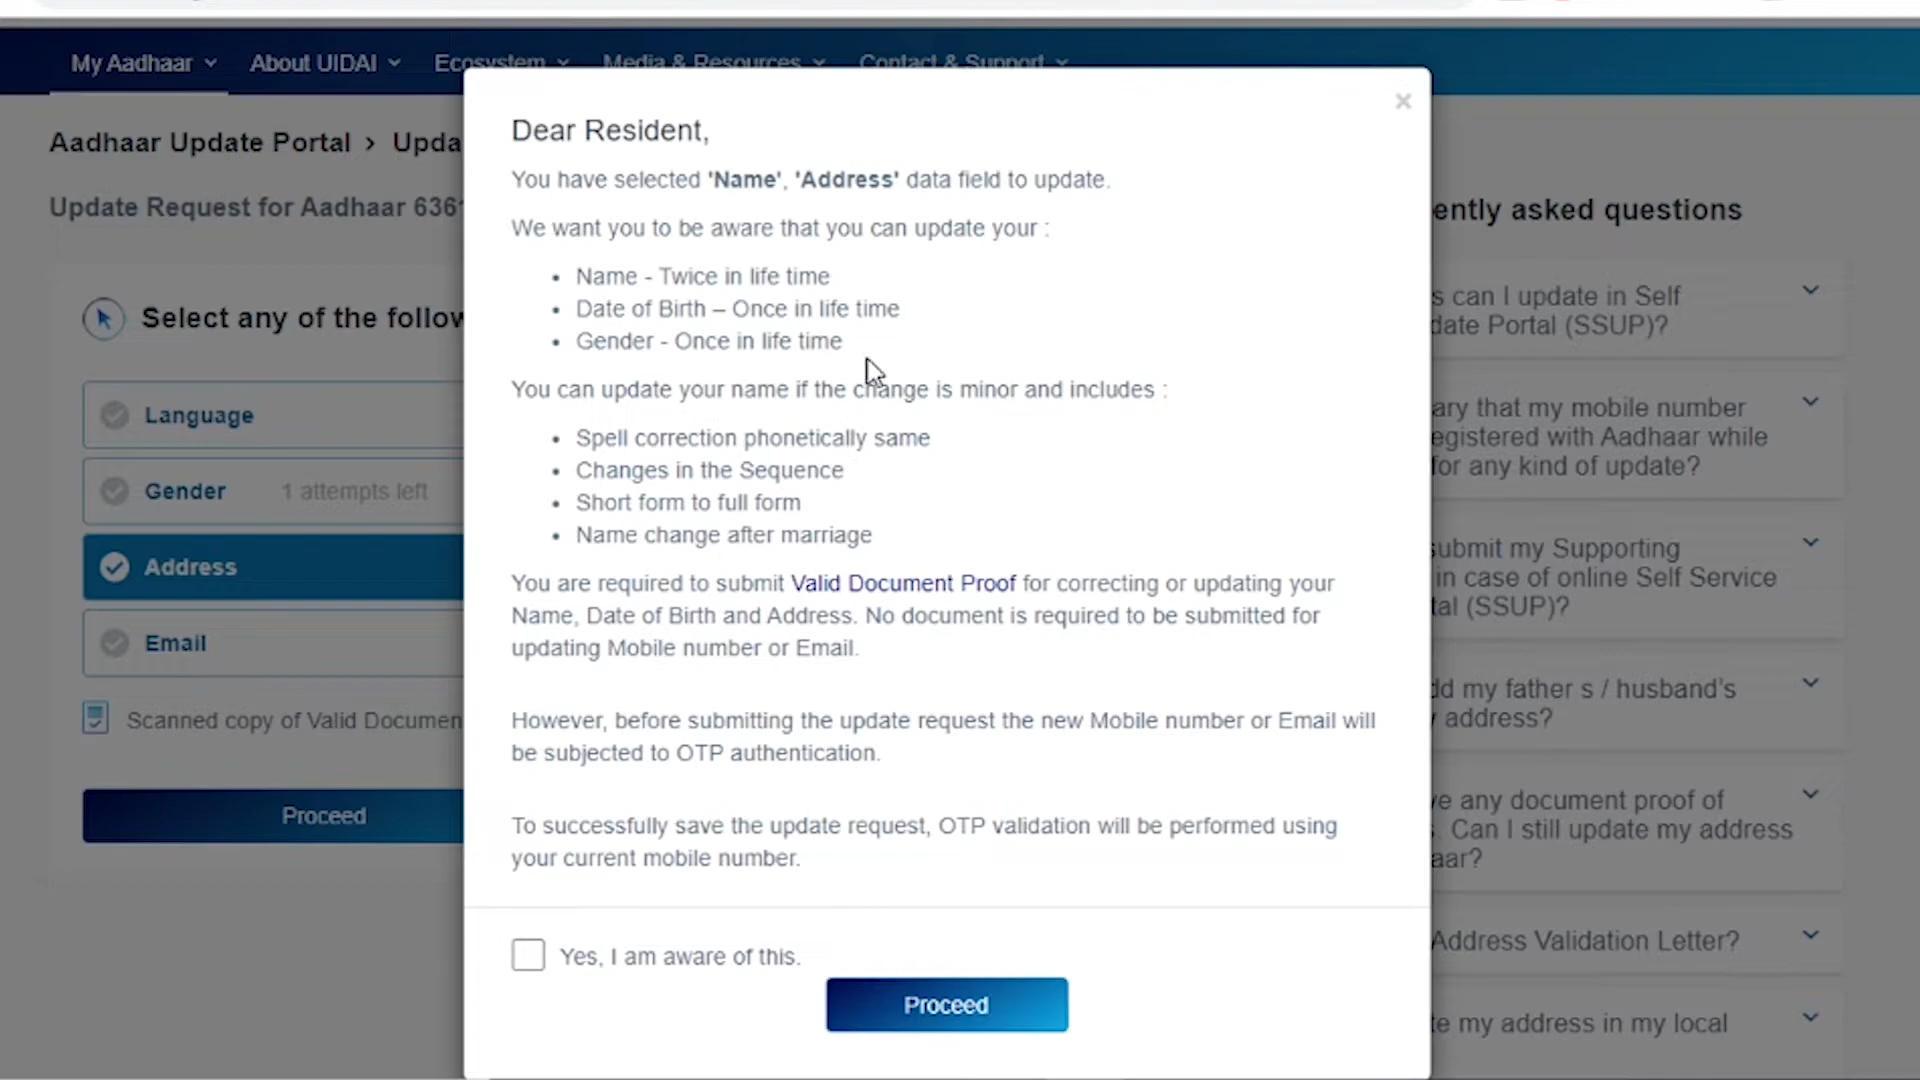 My Aadhaar
About UIDAI
Ecosystem
Media & Resources
Contact & Support
Aadhaar Update Portal > Upda
Update Request for Aadhaar 636
Select any of the follow
Language
Gender 1 attempts left
Address
Email
Scanned copy of Valid Documen
Proceed
×
Dear Resident,
You have selected 'Name', 'Address' data field to update.
We want you to be aware that you can update your :
• Name - Twice in life time
• Date of Birth – Once in life time
• Gender - Once in life time
You can update your name if the change is minor and includes :
• Spell correction phonetically same
• Changes in the Sequence
• Short form to full form
• Name change after marriage
You are required to submit Valid Document Proof for correcting or updating your
Name, Date of Birth and Address. No document is required to be submitted for
updating Mobile number or Email.
However, before submitting the update request the new Mobile number or Email will
be subjected to OTP authentication.
To successfully save the update request, OTP validation will be performed using
your current mobile number.
Yes, I am aware of this.
Proceed
ently asked questions
s can I update in Self
date Portal (SSUP)?
ary that my mobile number
egistered with Aadhaar while
for any kind of update?
submit my Supporting
in case of online Self Service
tal (SSUP)?
dd my father s / husband's
address?
ve any document proof of
. Can I still update my address
aar?
Address Validation Letter?
te my address in my local